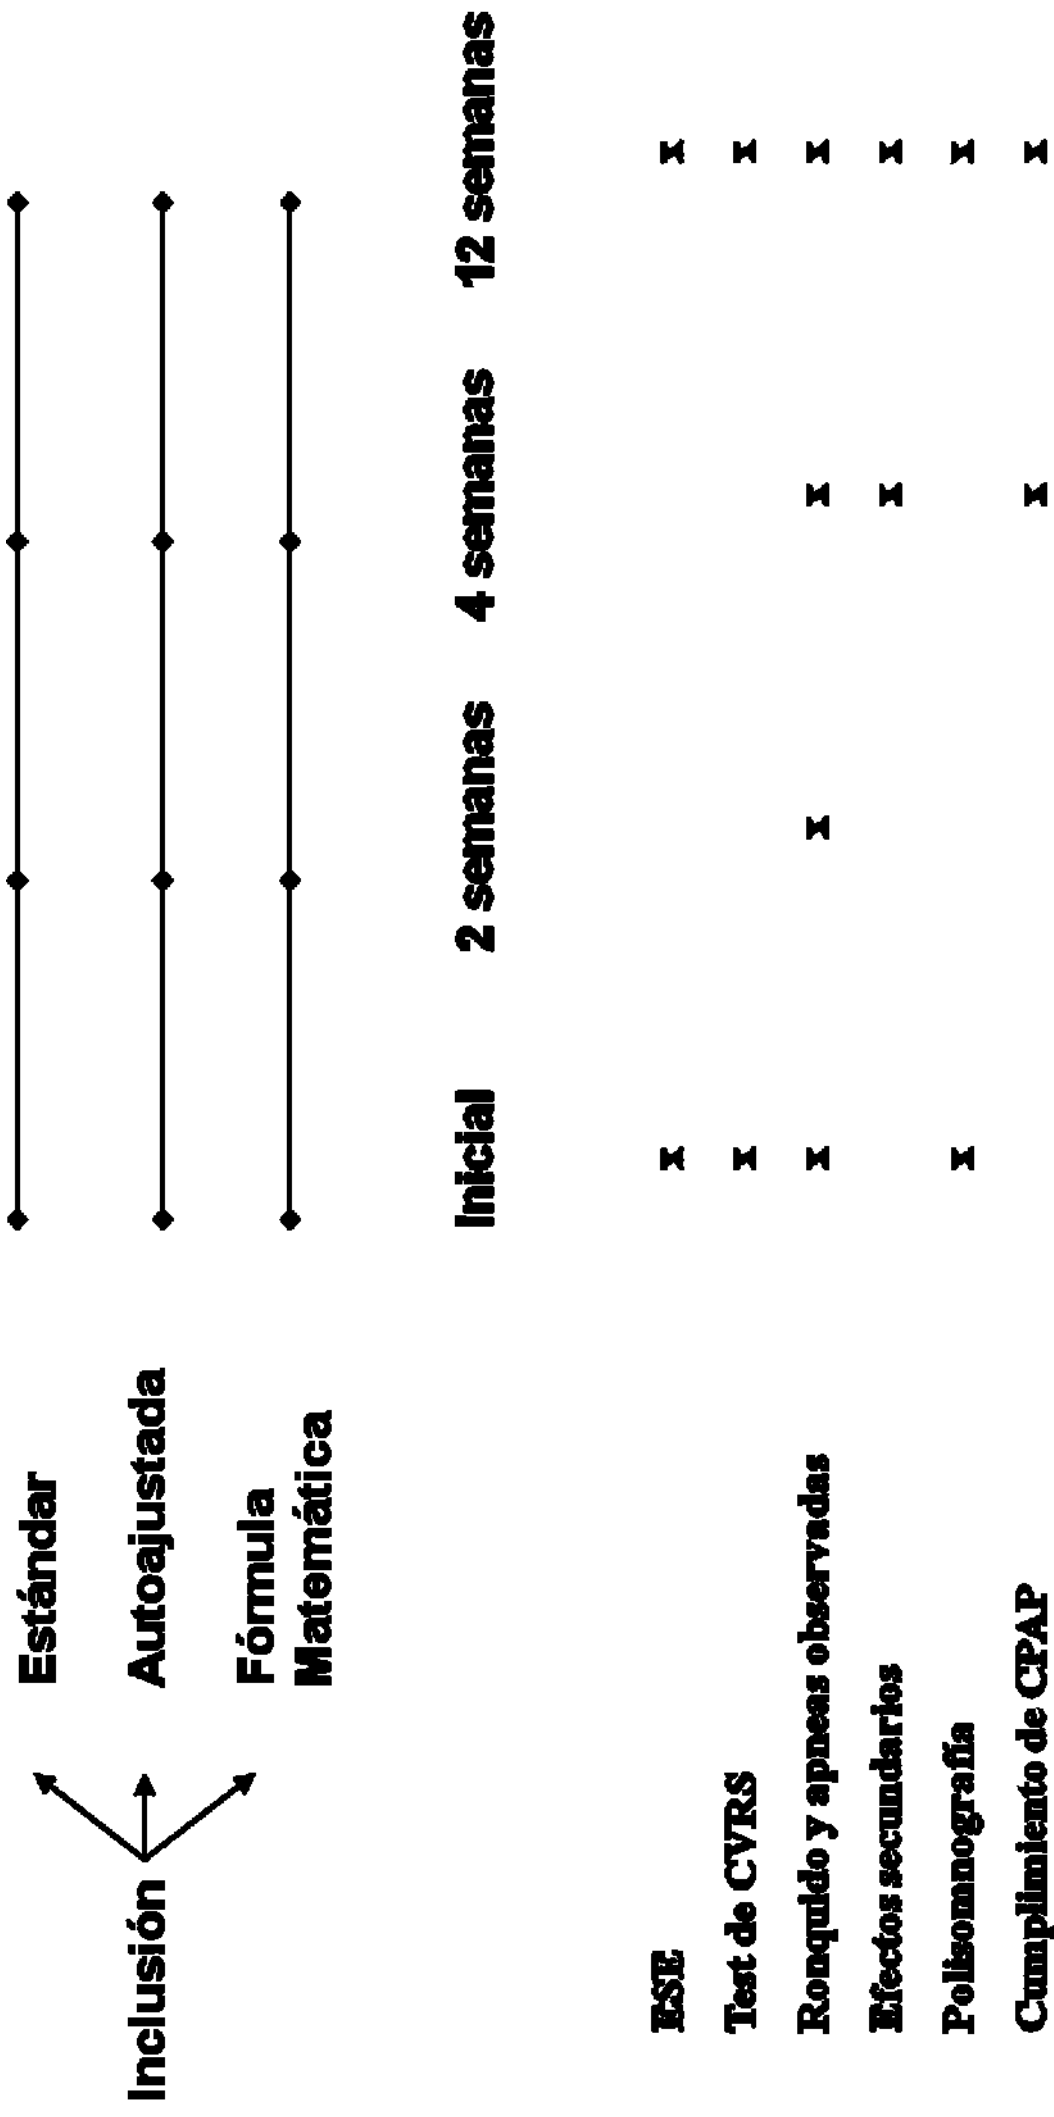 Estándar
Inclusión
Autoajustada
Fórmula
Matemática
Inicial 2 semanas 4 semanas 12 semanas
ESE x x
Test de CVRS x x
Ronquido y apneas observadas x x x x
Efectos secundarios x x
Polisomnografía x x
Cumplimiento de CPAP x x